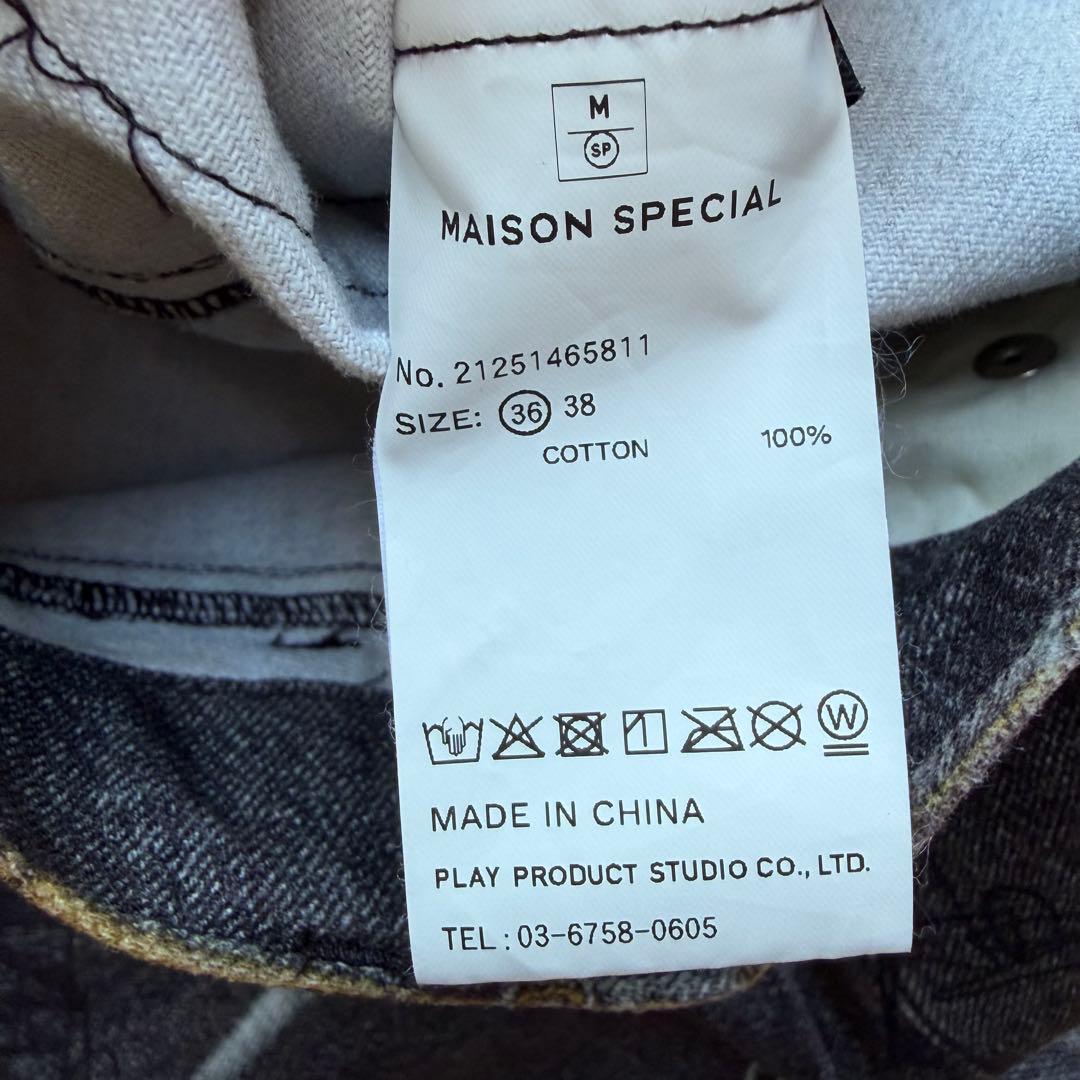 M
SP
MAISON SPECIAL
No. 21251465811
SIZE: 36 38
COTTON 100%
W
MADE IN CHINA
PLAY PRODUCT STUDIO CO., LTD.
TEL : 03-6758-0605